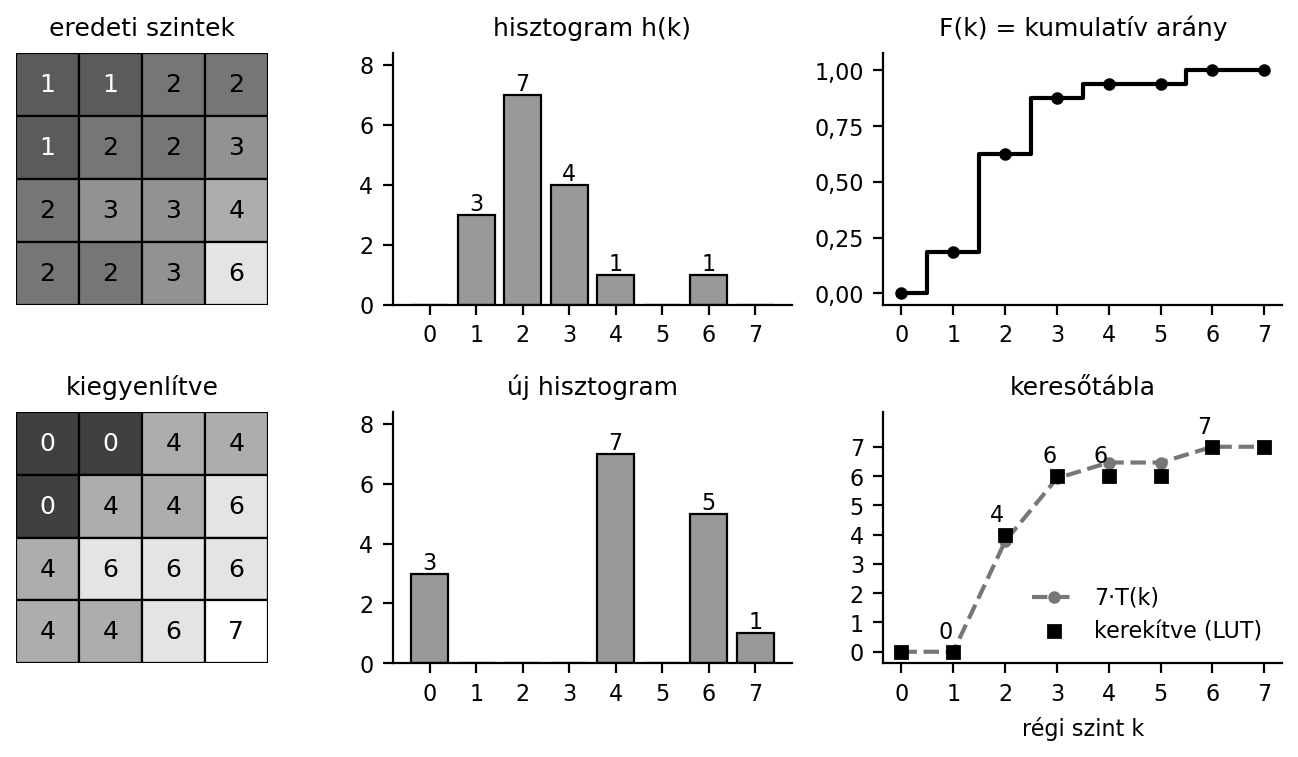 eredeti szintek
1 1 2 2
1 2 2 3
2 3 3 4
2 2 3 6
hisztogram h(k)
8
6
4
2
0
3 7 4 1 1
0 1 2 3 4 5 6 7
F(k) = kumulatív arány
1,00
0,75
0,50
0,25
0,00
0 1 2 3 4 5 6 7
kiegyenlítve
0 0 4 4
0 4 4 6
4 6 6 6
4 4 6 7
új hisztogram
8
6
4
2
0
3 7 5 1
0 1 2 3 4 5 6 7
keresőtábla
7
6
5
4
3
2
1
0
0 4 6 6 7
7·T(k)
kerekítve (LUT)
0 1 2 3 4 5 6 7
régi szint k